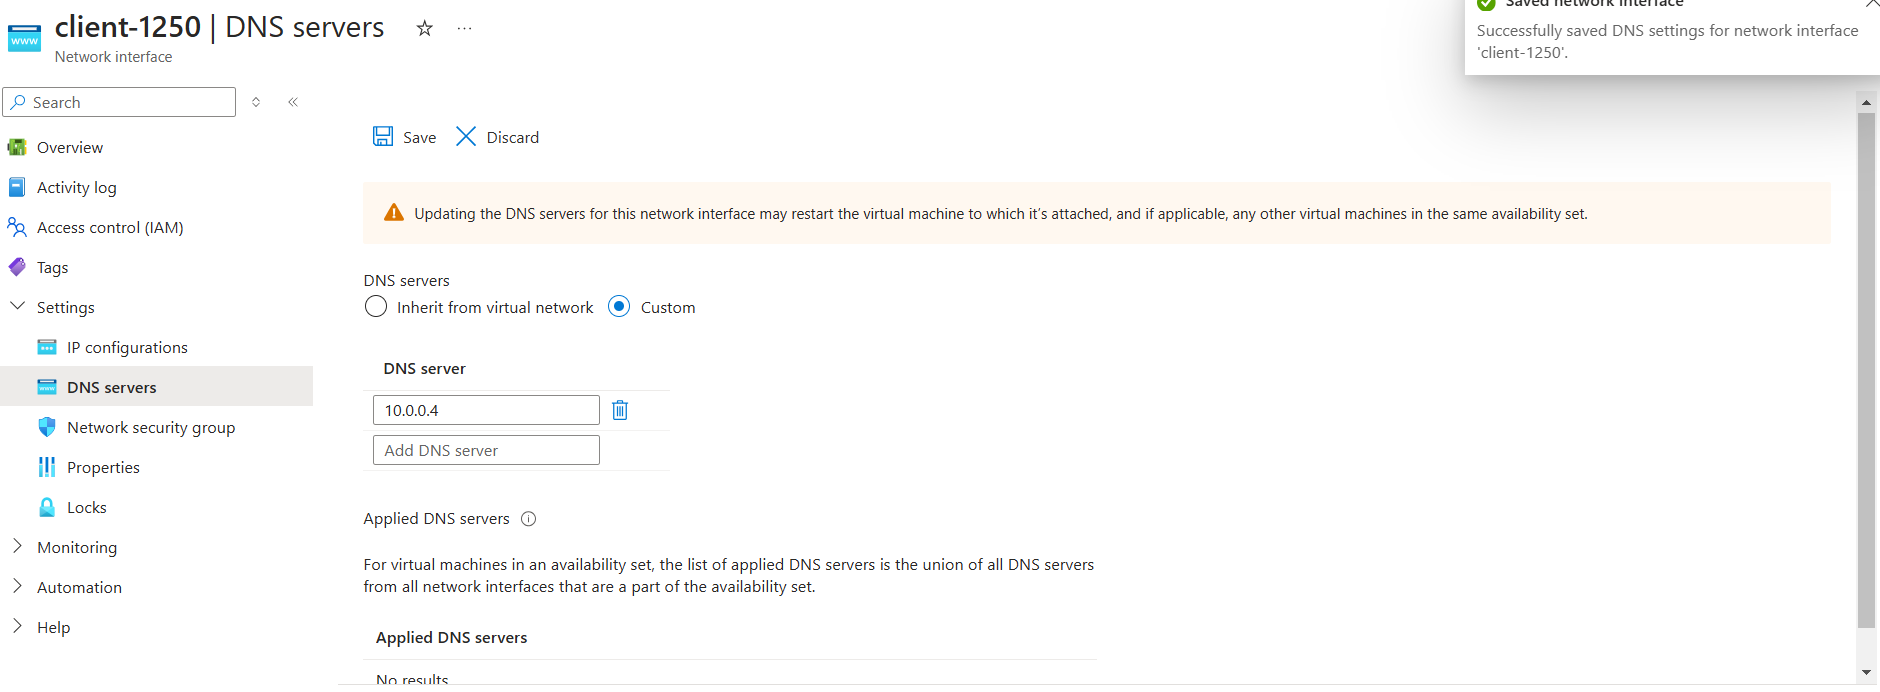 client-1250 | DNS servers
Network interface
Saved network interface
Successfully saved DNS settings for network interface
'client-1250'.
Search
Overview
Activity log
Access control (IAM)
Tags
Settings
IP configurations
DNS servers
Network security group
Properties
Locks
Monitoring
Automation
Help
Save Discard
Updating the DNS servers for this network interface may restart the virtual machine to which it's attached, and if applicable, any other virtual machines in the same availability set.
DNS servers
Inherit from virtual network Custom
DNS server
10.0.0.4
Add DNS server
Applied DNS servers
For virtual machines in an availability set, the list of applied DNS servers is the union of all DNS servers
from all network interfaces that are a part of the availability set.
Applied DNS servers
No results